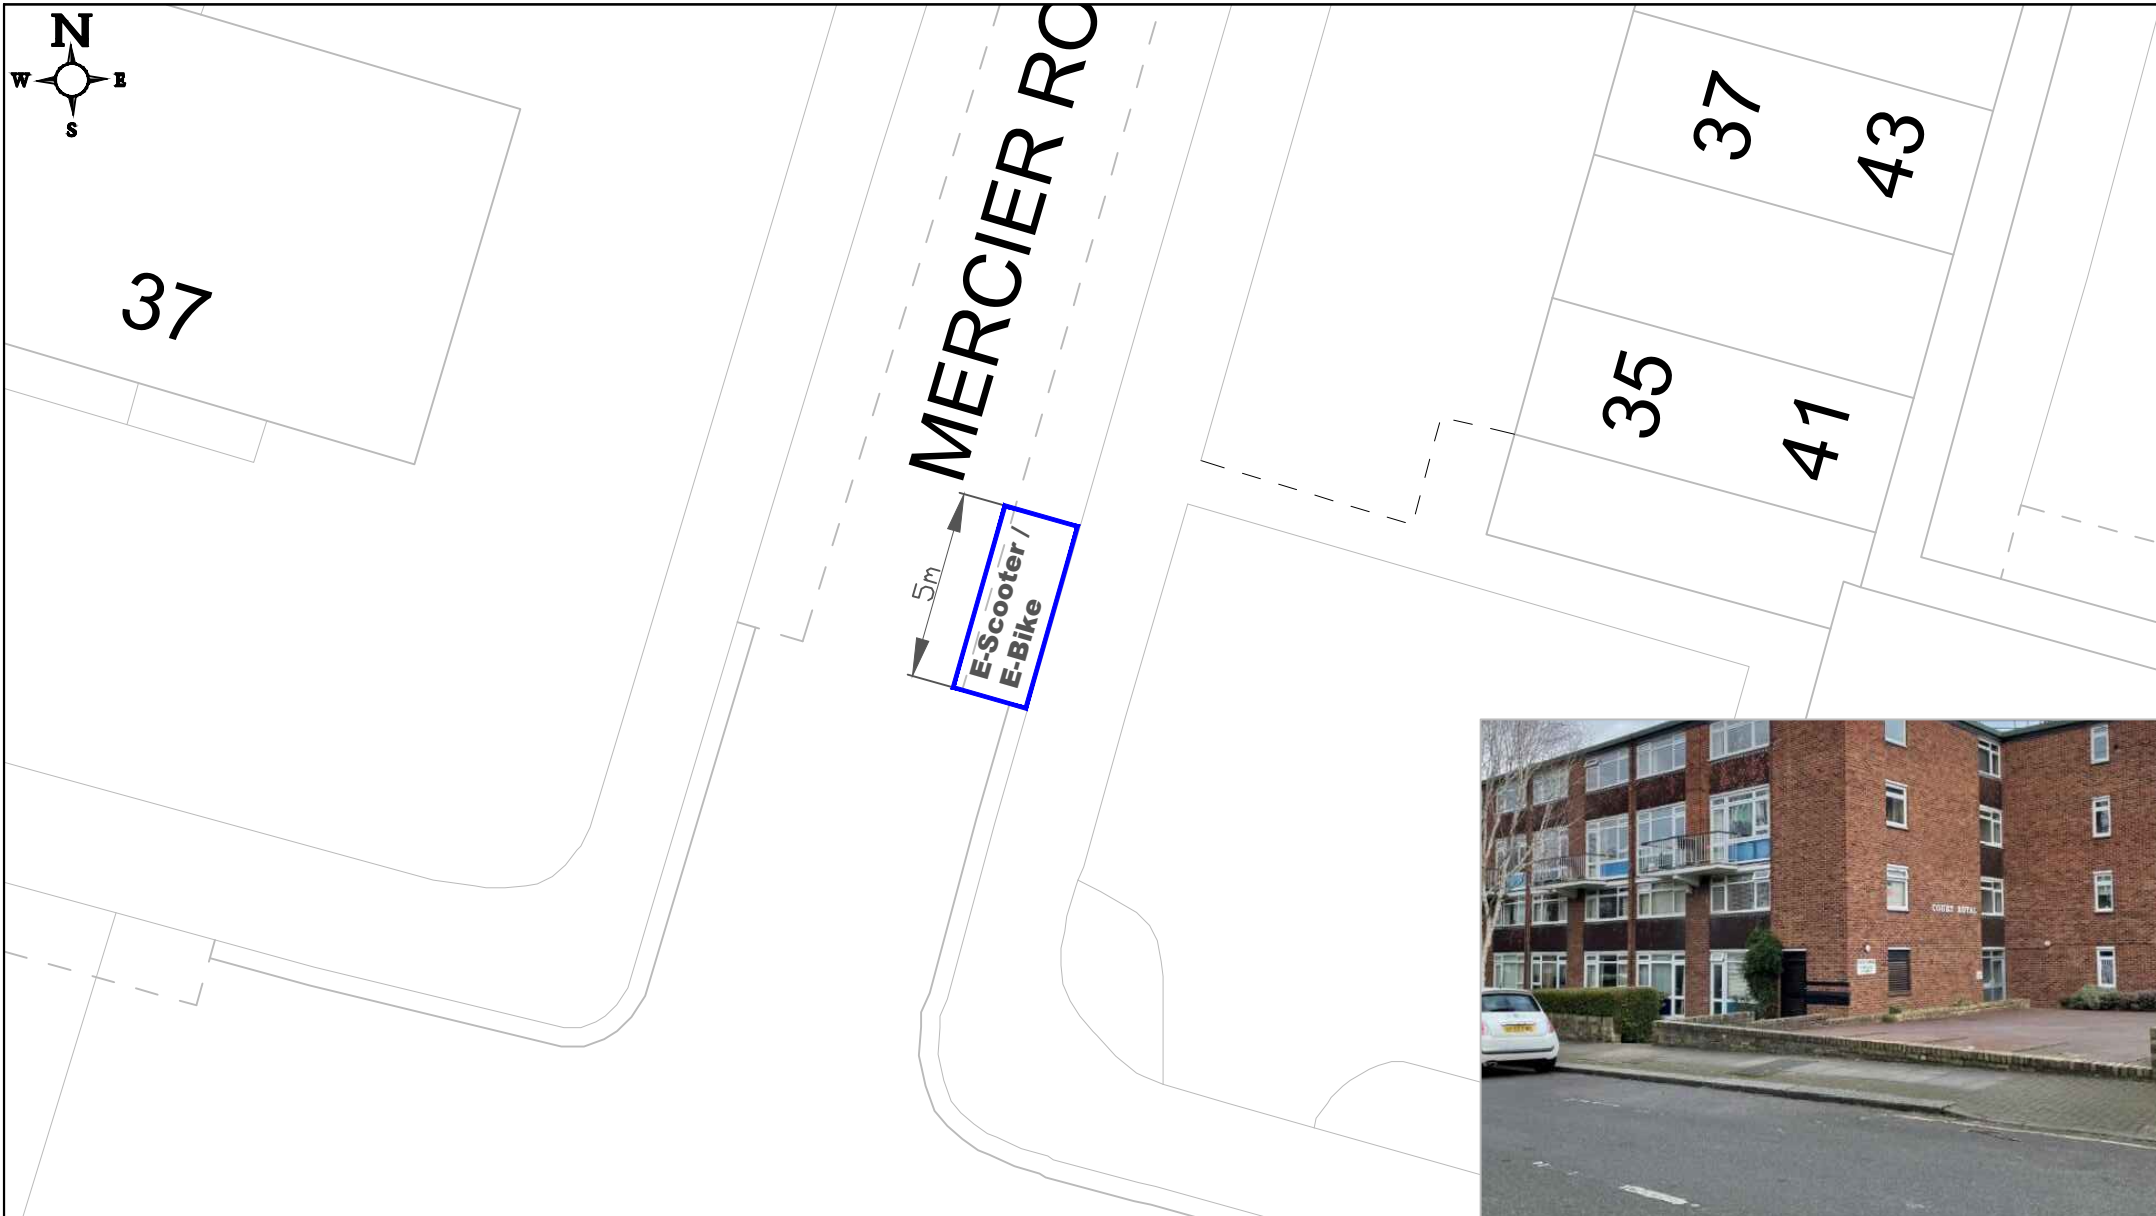 N
W
E
S
MERCIER RO
37
43
37
35
41
5m
E-Scooter /
E-Bike
COURT ROYAL